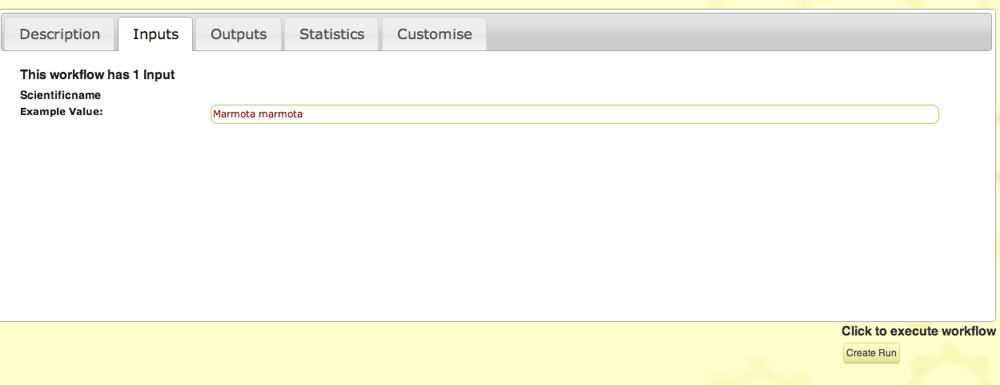 Description Inputs Outputs Statistics Customise
This workflow has 1 Input
Scientificname
Example Value: Marmota marmota
Click to execute workflow
Create Run